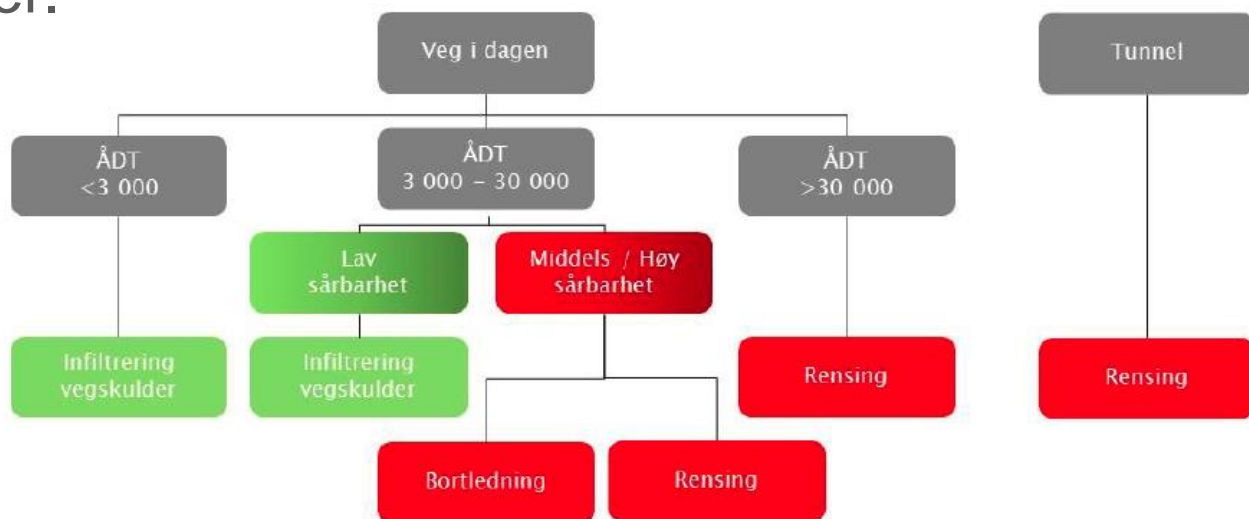 er.
Veg i dagen
Tunnel
ÅDT
<3 000
ÅDT
3 000 – 30 000
ÅDT
>30 000
Lav
sårbarhet
Middels / Høy
sårbarhet
Infiltrering
vegskulder
Infiltrering
vegskulder
Rensing
Rensing
Bortledning
Rensing